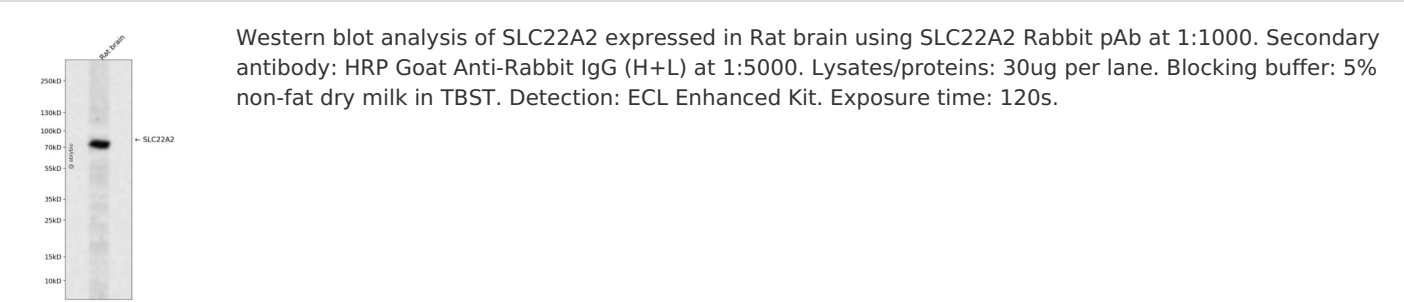 Rat brain
250kD
130kD
100kD
70kD
55kD
35kD
25kD
15kD
10kD
@ abybio
← SLC22A2
Western blot analysis of SLC22A2 expressed in Rat brain using SLC22A2 Rabbit pAb at 1:1000. Secondary
antibody: HRP Goat Anti-Rabbit IgG (H+L) at 1:5000. Lysates/proteins: 30ug per lane. Blocking buffer: 5%
non-fat dry milk in TBST. Detection: ECL Enhanced Kit. Exposure time: 120s.